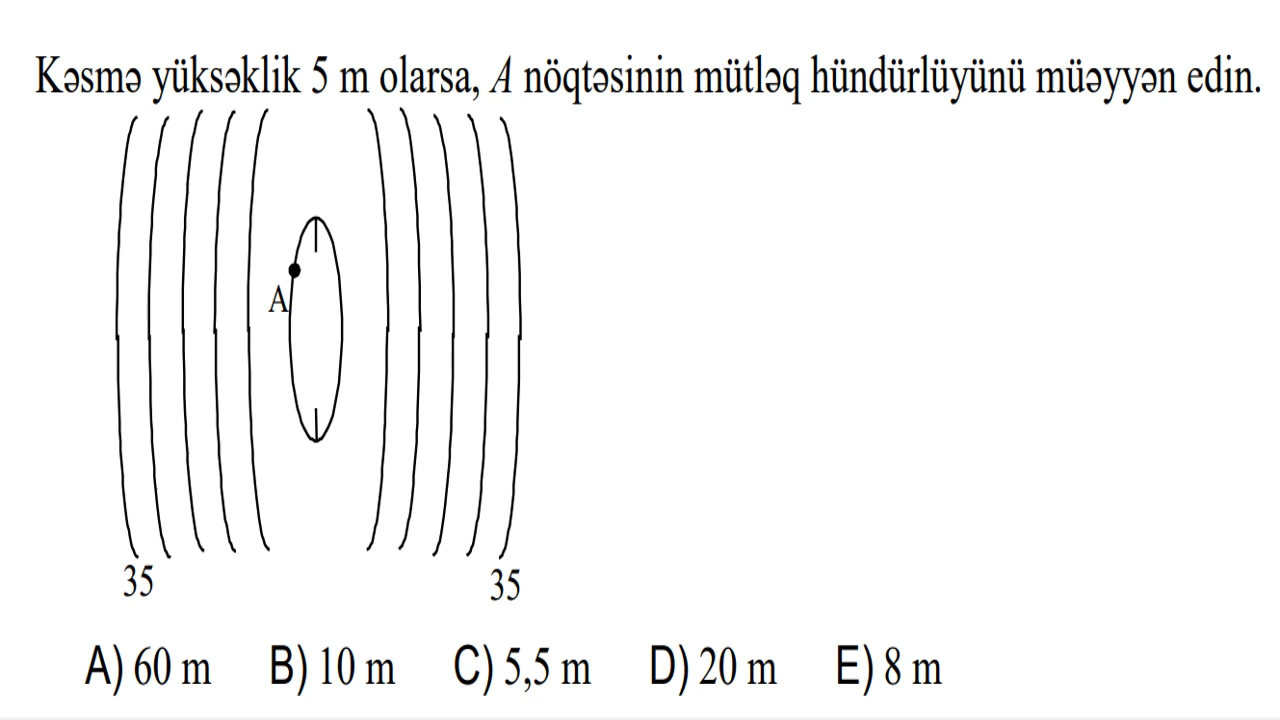 Kəsmə yüksəklik 5 m olarsa, A nöqtəsinin mütləq hündürlüyünü müəyyən edin.
A
35 35
A) 60 m B) 10 m C) 5,5 m D) 20 m E) 8 m